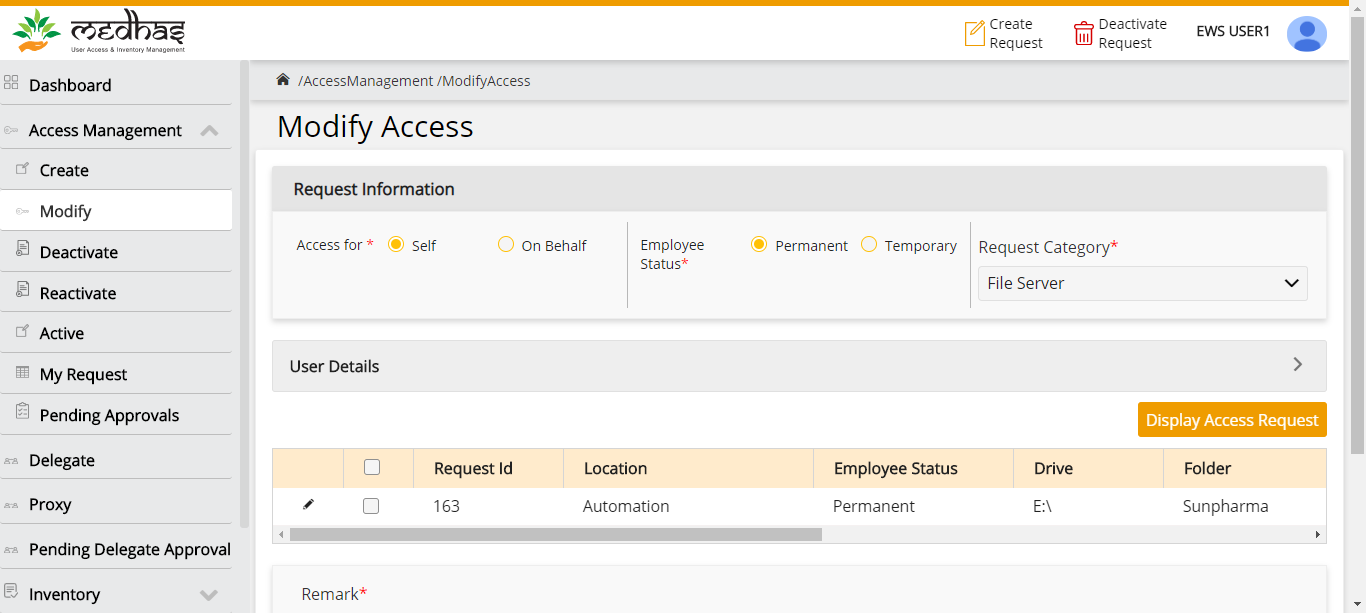 medhas
User Access & Inventory Management
Create
Request
Deactivate
Request
EWS USER1
Dashboard
Access Management
Create
Modify
Deactivate
Reactivate
Active
My Request
Pending Approvals
Delegate
Proxy
Pending Delegate Approval
Inventory
/AccessManagement /ModifyAccess
Modify Access
Request Information
Access for * Self On Behalf
Employee
Status*
Permanent Temporary
Request Category*
File Server
User Details
Display Access Request
Request Id Location Employee Status Drive Folder
163 Automation Permanent E:\ Sunpharma
Remark*